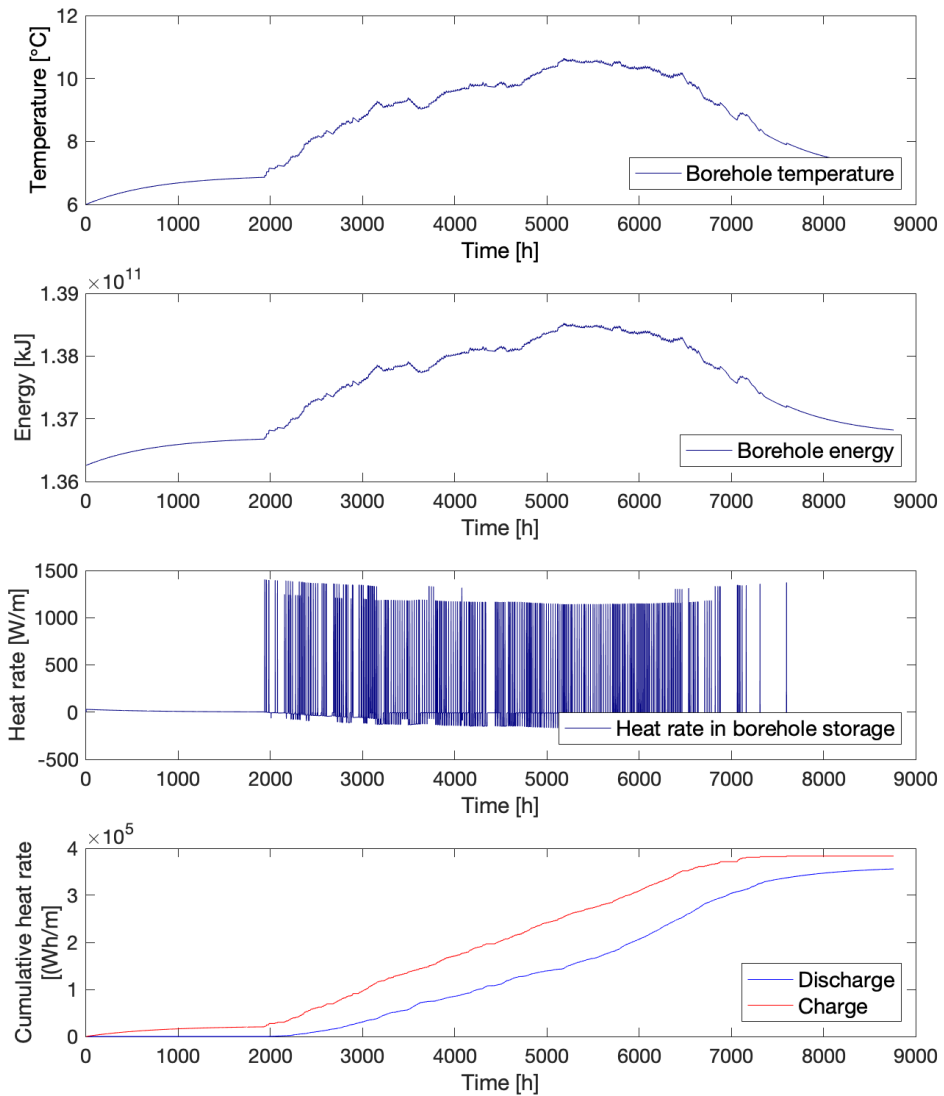 12
10
8
6
Temperature [°C]
Borehole temperature
0 1000 2000 3000 4000 5000 6000 7000 8000 9000
Time [h]
×10^11
1.39
1.38
1.37
1.36
Energy [kJ]
Borehole energy
0 1000 2000 3000 4000 5000 6000 7000 8000 9000
Time [h]
1500
1000
500
0
-500
Heat rate [W/m]
Heat rate in borehole storage
0 1000 2000 3000 4000 5000 6000 7000 8000 9000
Time [h]
×10^5
4
3
2
1
0
Cumulative heat rate
[(Wh/m]
Discharge
Charge
0 1000 2000 3000 4000 5000 6000 7000 8000 9000
Time [h]